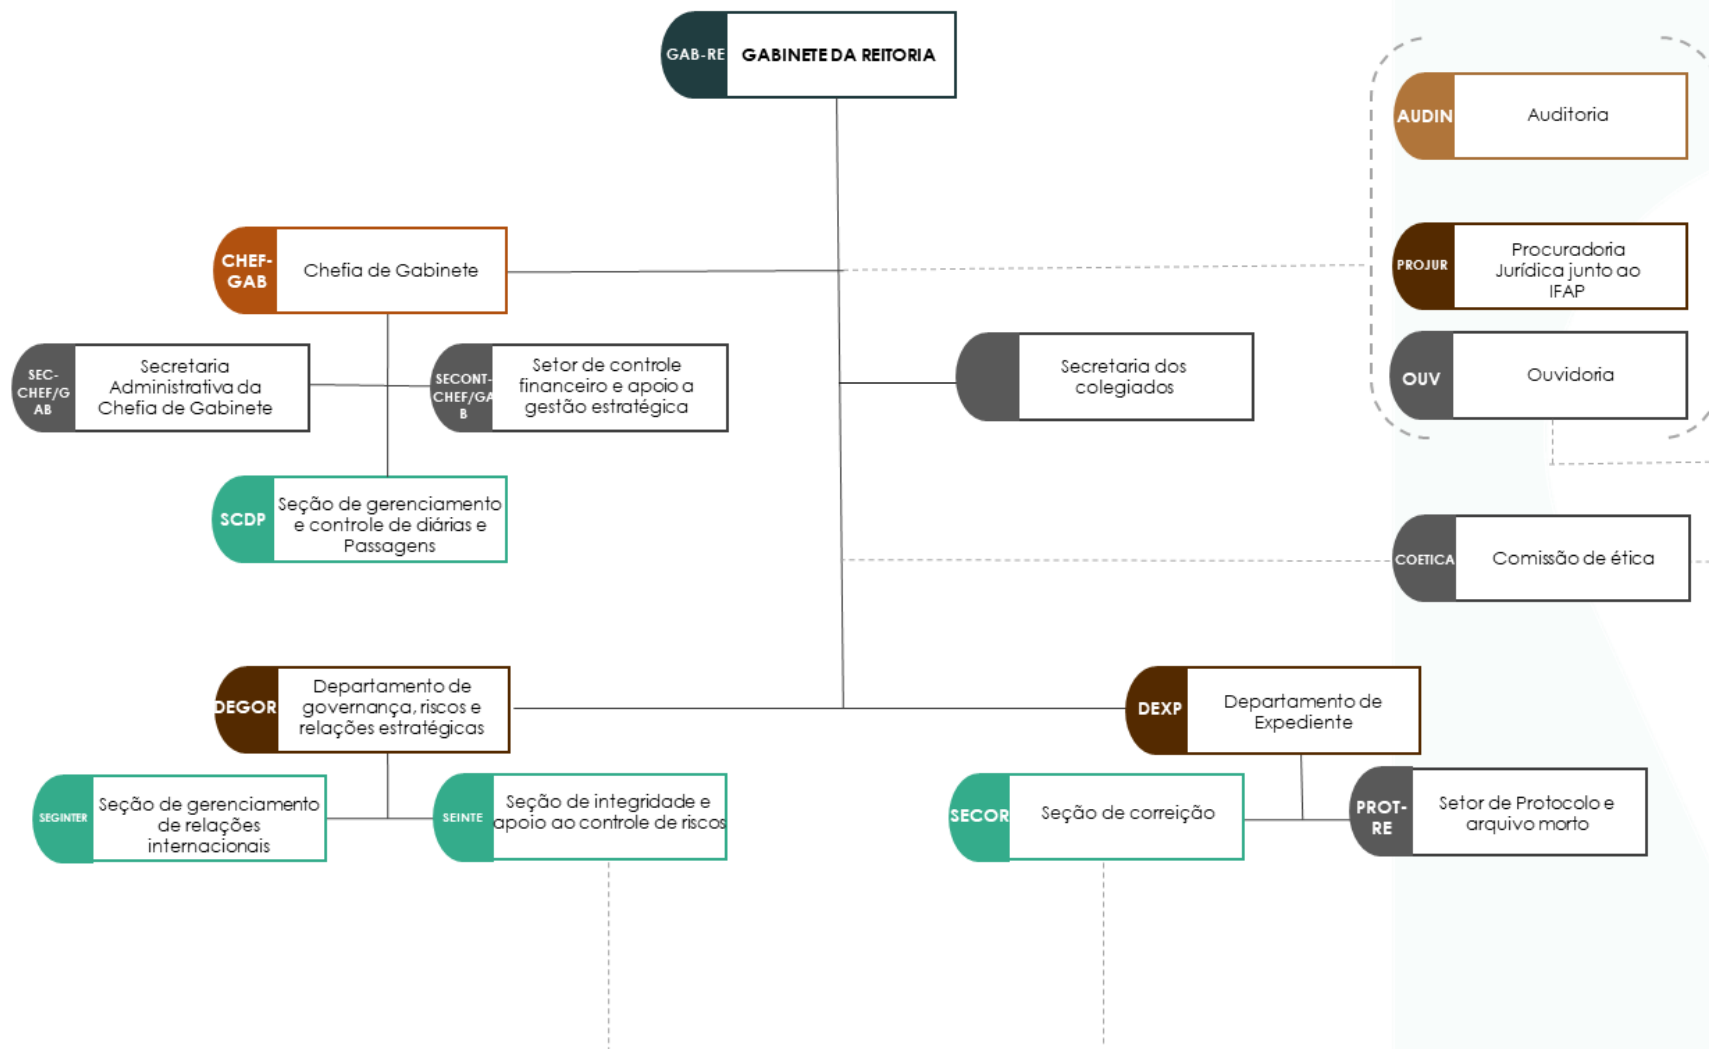 GAB-RE
GABINETE DA REITORIA
AUDIN
Auditoria
PROJUR
Procuradoria
Jurídica junto ao
IFAP
OUV
Ouvidoria
CHEF-
GAB
Chefia de Gabinete
SEC-
CHEF/G
AB
Secretaria
Administrativa da
Chefia de Gabinete
SECONT-
CHEF/GA
B
Setor de controle
financeiro e apoio a
gestão estratégica
Secretaria dos
colegiados
SCDP
Seção de gerenciamento
e controle de diárias e
Passagens
COETICA
Comissão de ética
DEGOR
Departamento de
governança, riscos e
relações estratégicas
DEXP
Departamento de
Expediente
SEGINTER
Seção de gerenciamento
de relações
internacionais
SEINTE
Seção de integridade e
apoio ao controle de riscos
SECOR
Seção de correição
PROT-
RE
Setor de Protocolo e
arquivo morto